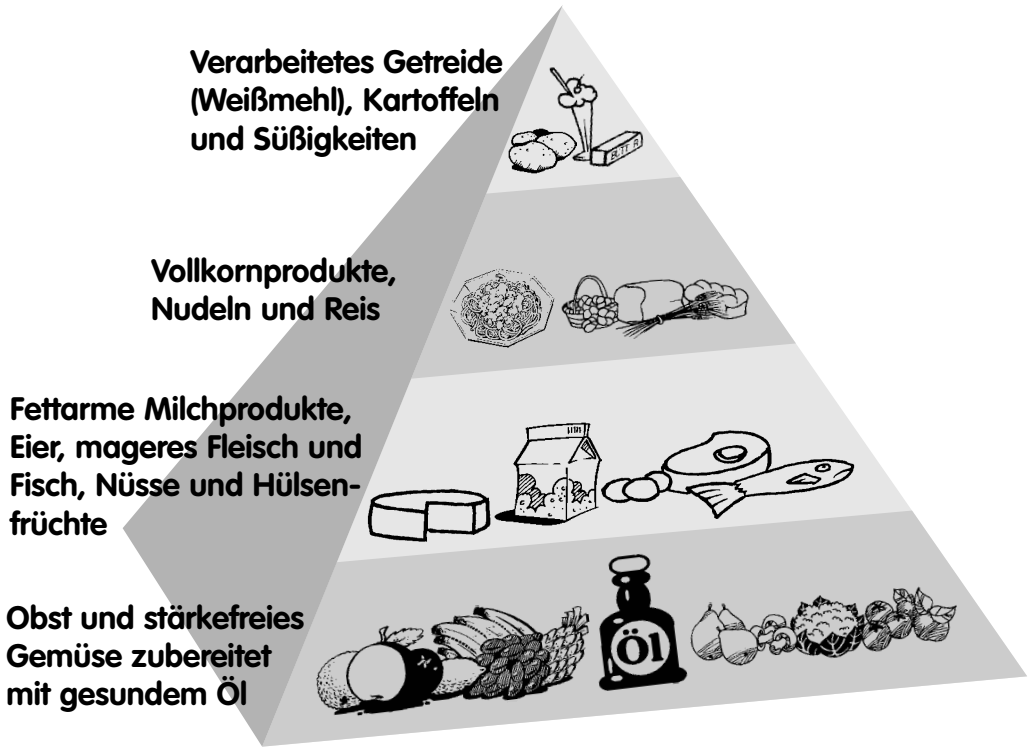 Verarbeitetes Getreide
(Weißmehl), Kartoffeln
und Süßigkeiten
Vollkornprodukte,
Nudeln und Reis
Fettarme Milchprodukte,
Eier, mageres Fleisch und
Fisch, Nüsse und Hülsen-
früchte
Obst und stärkefreies
Gemüse zubereitet
mit gesundem Öl
Öl